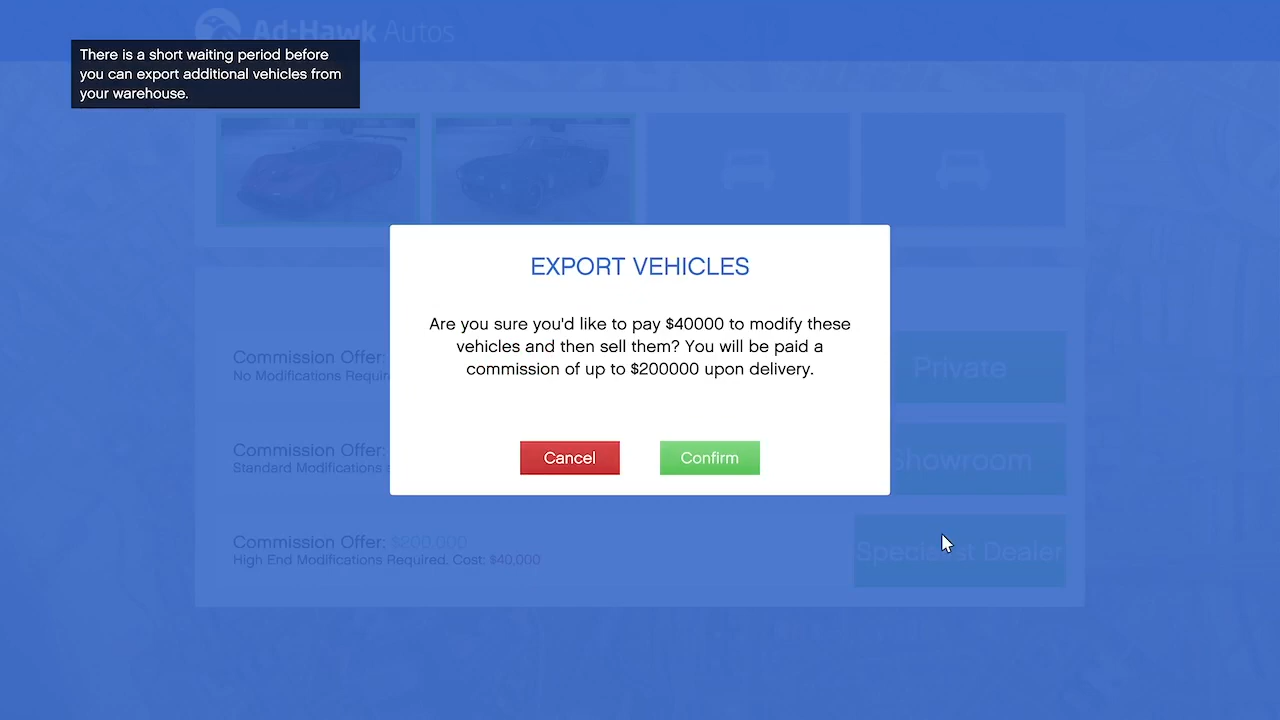 Ad-Hawk Autos
There is a short waiting period before
you can export additional vehicles from
your warehouse.
EXPORT VEHICLES
Are you sure you'd like to pay $40000 to modify these
vehicles and then sell them? You will be paid a
commission of up to $200000 upon delivery.
Cancel
Confirm
Commission Offer:
No Modifications Requir
Private
Commission Offer:
Standard Modifications
Showroom
Commission Offer: $200,000
High End Modifications Required, Cost: $40,000
Specialist Dealer